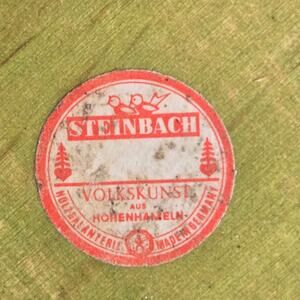 STEINBACH
VOLKSKUNST
AUS
HOHENHAMELN
HOLZGALANTERIE MADE IN GERMANY